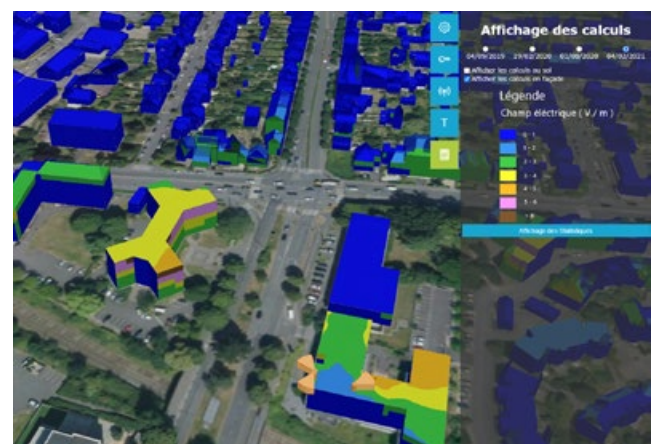 Affichage des calculs
04/09/2019 29/02/2020 01/08/2020 04/02/2021
Afficher les calculs au sol
Afficher les calculs en façade
Légende
Champ électrique ( V / m )
0 - 1
1 - 2
2 - 3
3 - 4
4 - 5
5 - 6
> 6
Affichage des Statistiques
T